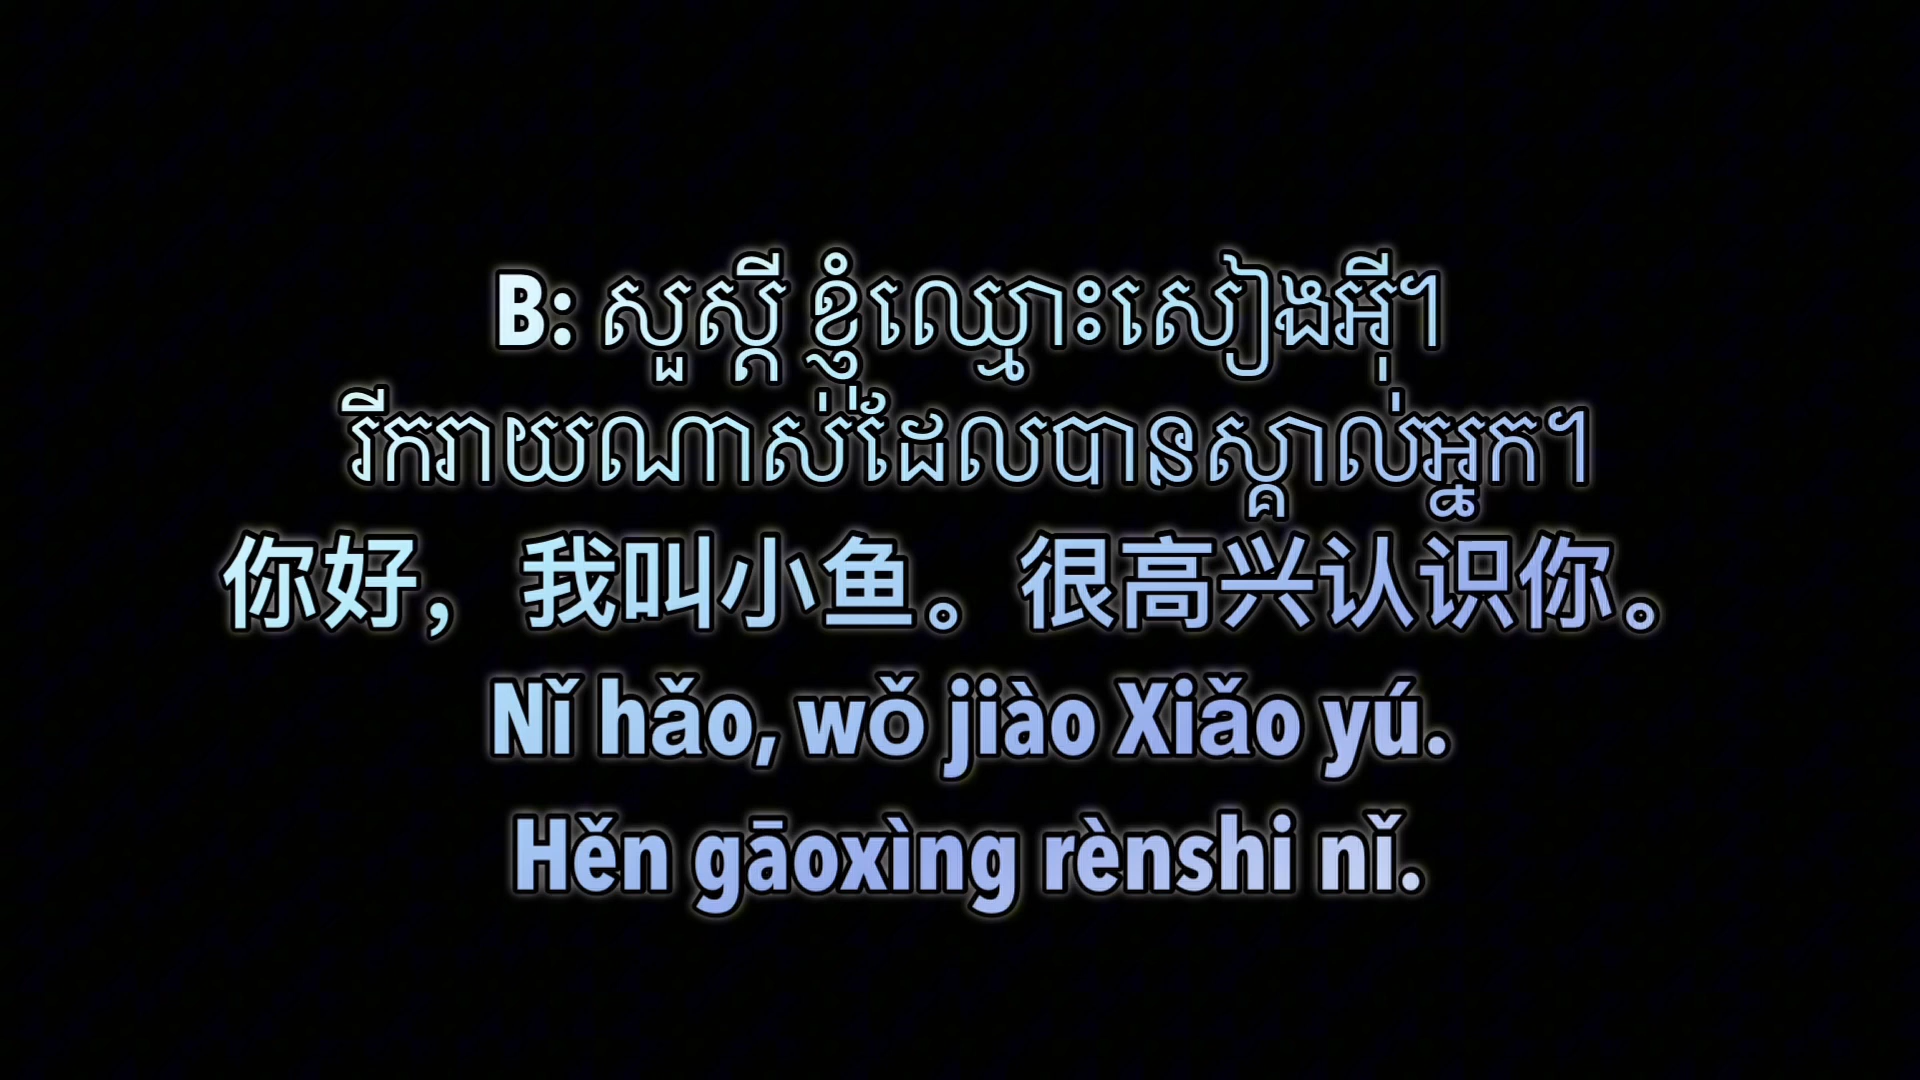 B: សួស្តី ខ្ញុំឈ្មោះសៀងអ៊ី។
រីករាយណាស់ដែលបានស្គាល់អ្នក។
你好，我叫小鱼。很高兴认识你。
Nǐ hǎo, wǒ jiào Xiǎo yú.
Hěn gāoxìng rènshi nǐ.